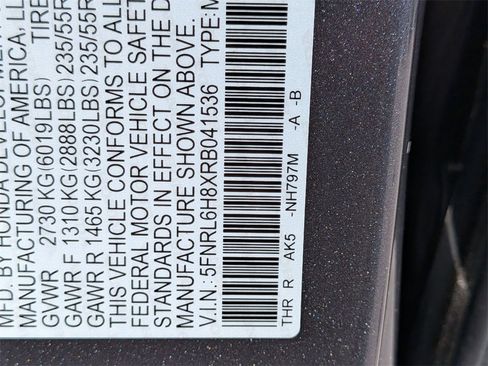 MFD. BY HONDA DEVELOPMENT
MANUFACTURING OF AMERICA, LL
GVWR 2730 KG (6019LBS) TIRE
GAWR F 1310 KG (2888LBS) 235/55R
GAWR R 1465 KG (3230LBS) 235/55R
THIS VEHICLE CONFORMS TO ALL
FEDERAL MOTOR VEHICLE SAFET
STANDARDS IN EFFECT ON THE D
MANUFACTURE SHOWN ABOVE.
V.I.N.: 5FNRL6H8XRB041536 TYPE: M
THR R AK5 -NH797M -A -B